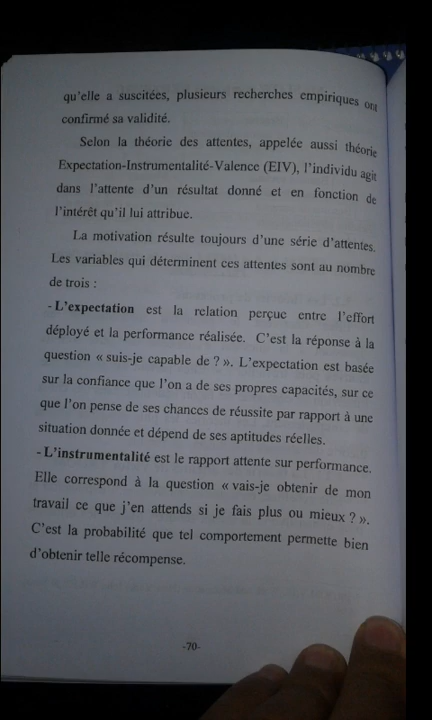 qu'elle a suscitées, plusieurs recherches empiriques ont
confirmé sa validité.
Selon la théorie des attentes, appelée aussi théorie
Expectation-Instrumentalité-Valence (EIV), l'individu agit
dans l'attente d'un résultat donné et en fonction de
l'intérêt qu'il lui attribue.
La motivation résulte toujours d'une série d'attentes.
Les variables qui déterminent ces attentes sont au nombre
de trois :
- L'expectation est la relation perçue entre l'effort
déployé et la performance réalisée. C'est la réponse à la
question « suis-je capable de ? ». L'expectation est basée
sur la confiance que l'on a de ses propres capacités, sur ce
que l'on pense de ses chances de réussite par rapport à une
situation donnée et dépend de ses aptitudes réelles.
- L'instrumentalité est le rapport attente sur performance.
Elle correspond à la question « vais-je obtenir de mon
travail ce que j'en attends si je fais plus ou mieux ? ».
C'est la probabilité que tel comportement permette bien
d'obtenir telle récompense.
-70-